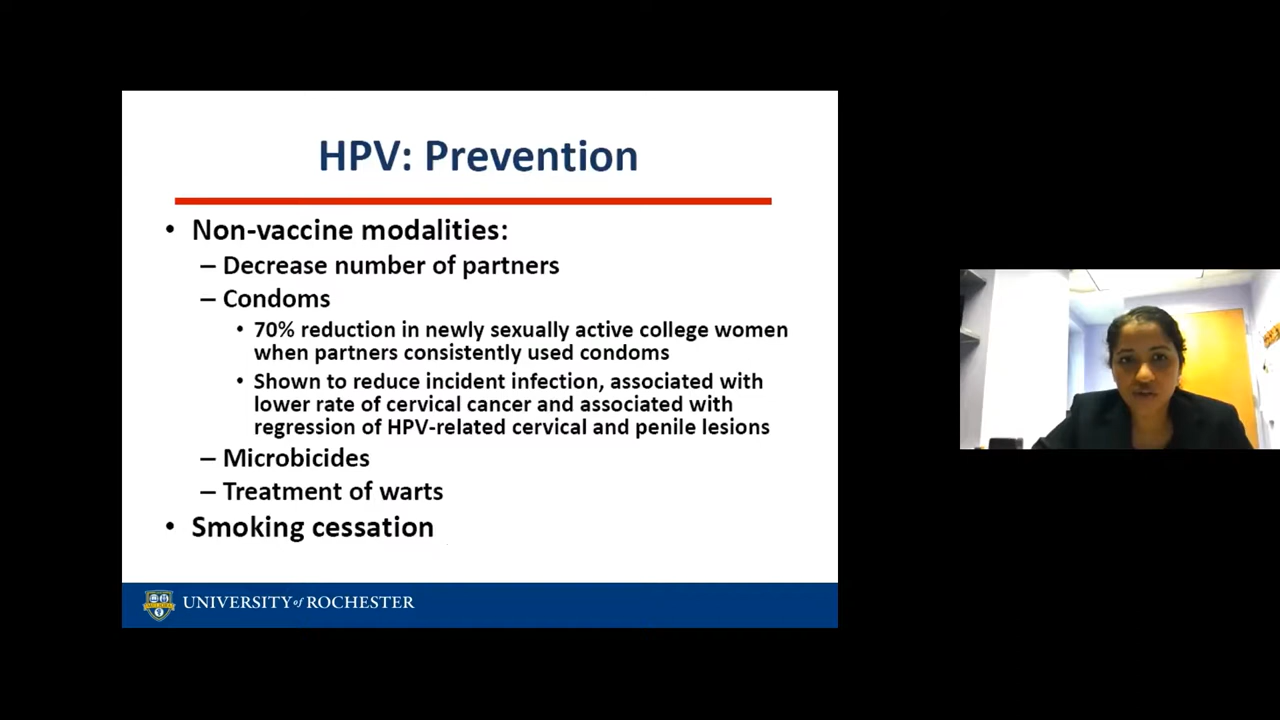 HPV: Prevention
• Non-vaccine modalities:
– Decrease number of partners
– Condoms
• 70% reduction in newly sexually active college women
when partners consistently used condoms
• Shown to reduce incident infection, associated with
lower rate of cervical cancer and associated with
regression of HPV-related cervical and penile lesions
– Microbicides
– Treatment of warts
• Smoking cessation
UNIVERSITY of ROCHESTER